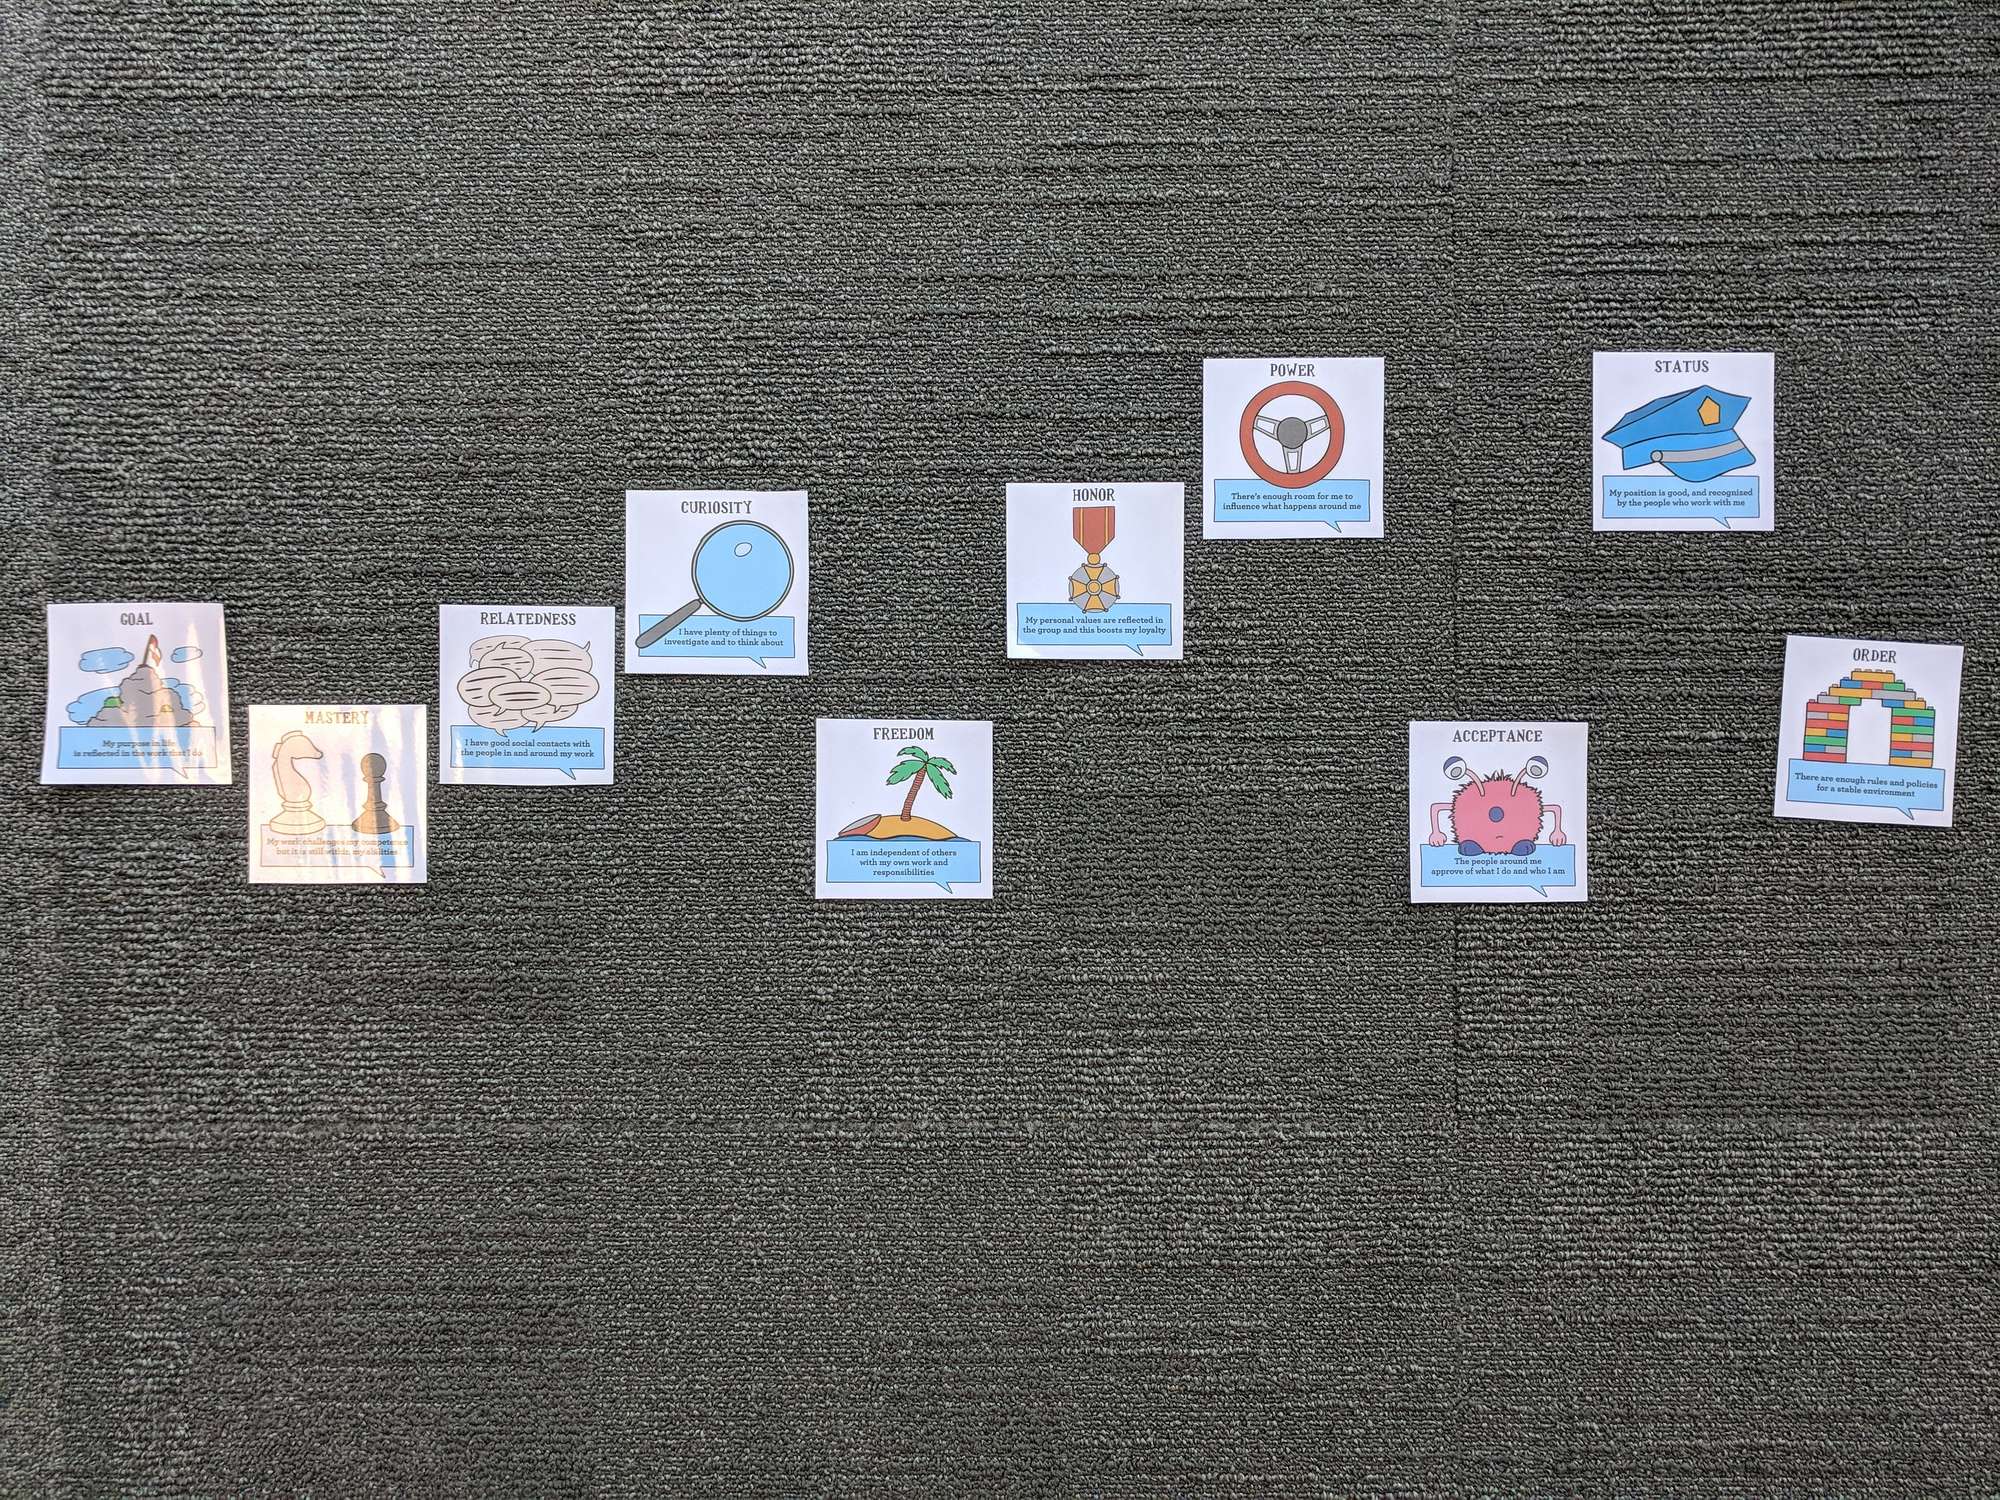 GOAL
My purpose in life
is reflected in the work that I do
MASTERY
My work challenges my competence
but it is still within my abilities
RELATEDNESS
I have good social contacts with
the people in and around my work
CURIOSITY
I have plenty of things to
investigate and to think about
FREEDOM
I am independent of others
with my own work and
responsibilities
HONOR
My personal values are reflected in
the group and this boosts my loyalty
POWER
There's enough room for me to
influence what happens around me
ACCEPTANCE
The people around me
approve of what I do and who I am
STATUS
My position is good, and recognized
by the people who work with me
ORDER
There are enough rules and policies
for a stable environment